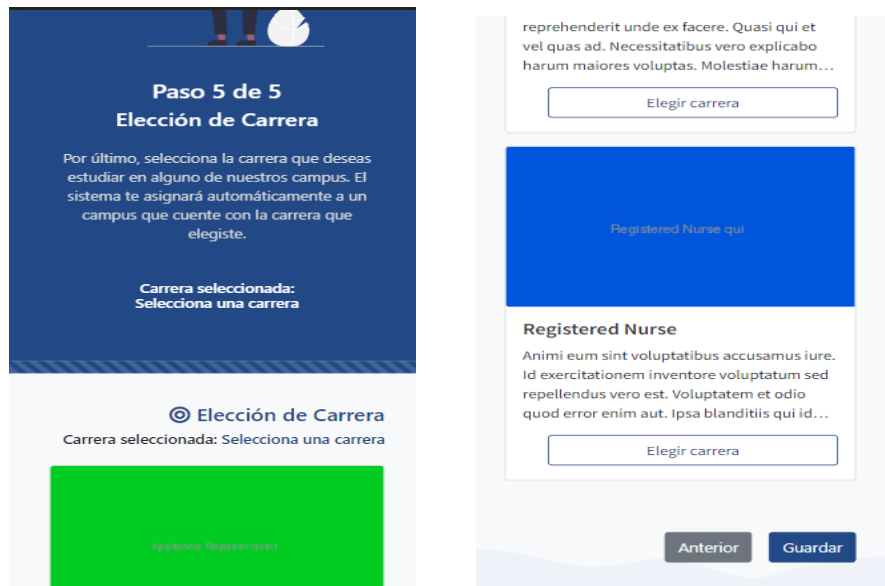 Paso 5 de 5
Elección de Carrera
Por último, selecciona la carrera que deseas
estudiar en alguno de nuestros campus. El
sistema te asignará automáticamente a un
campus que cuente con la carrera que
elegiste.
Carrera seleccionada:
Selecciona una carrera
Elección de Carrera
Carrera seleccionada: Selecciona una carrera
Appliance Repairer dolor
reprehenderit unde ex facere. Quasi qui et
vel quas ad. Necessitatibus vero explicabo
harum maiores voluptas. Molestiae harum...
Elegir carrera
Registered Nurse qui
Registered Nurse
Animi eum sint voluptatibus accusamus iure.
Id exercitationem inventore voluptatum sed
repellendus vero est. Voluptatem et odio
quod error enim aut. Ipsa blanditiis qui id...
Elegir carrera
Anterior
Guardar